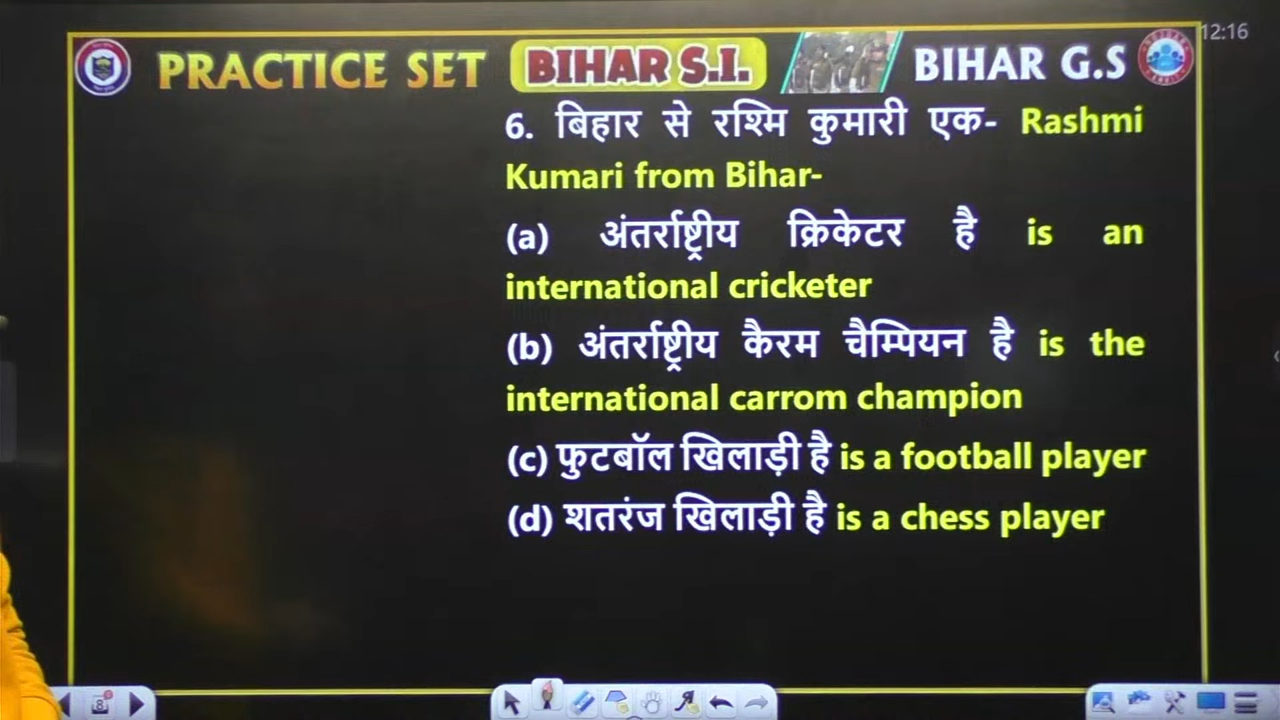 12:16
PRACTICE SET BIHAR S.I. BIHAR G.S
6. बिहार से रश्मि कुमारी एक- Rashmi
Kumari from Bihar-
(a) अंतर्राष्ट्रीय क्रिकेटर है is an
international cricketer
(b) अंतर्राष्ट्रीय कैरम चैम्पियन है is the
international carrom champion
(c) फुटबॉल खिलाड़ी है is a football player
(d) शतरंज खिलाड़ी है is a chess player
8